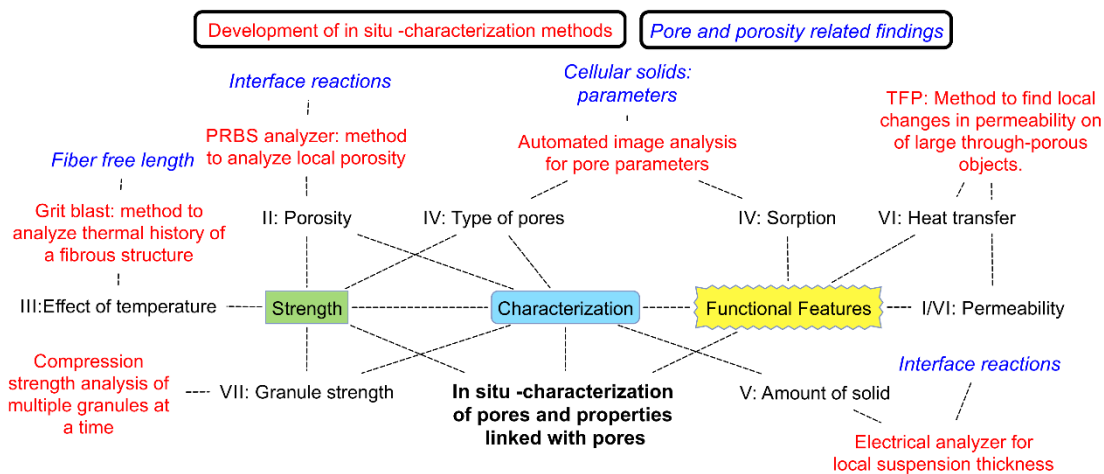 Development of in situ -characterization methods
Pore and porosity related findings
Interface reactions
Cellular solids:
parameters
TFP: Method to find local
changes in permeability on
of large through-porous
objects.
PRBS analyzer: method
to analyze local porosity
Automated image analysis
for pore parameters
Fiber free length
Grit blast: method to
analyze thermal history of
a fibrous structure
II: Porosity
IV: Type of pores
IV: Sorption
VI: Heat transfer
III:Effect of temperature
Strength
Characterization
Functional Features
I/VI: Permeability
Compression
strength analysis of
multiple granules at
a time
VII: Granule strength
In situ -characterization
of pores and properties
linked with pores
V: Amount of solid
Interface reactions
Electrical analyzer for
local suspension thickness